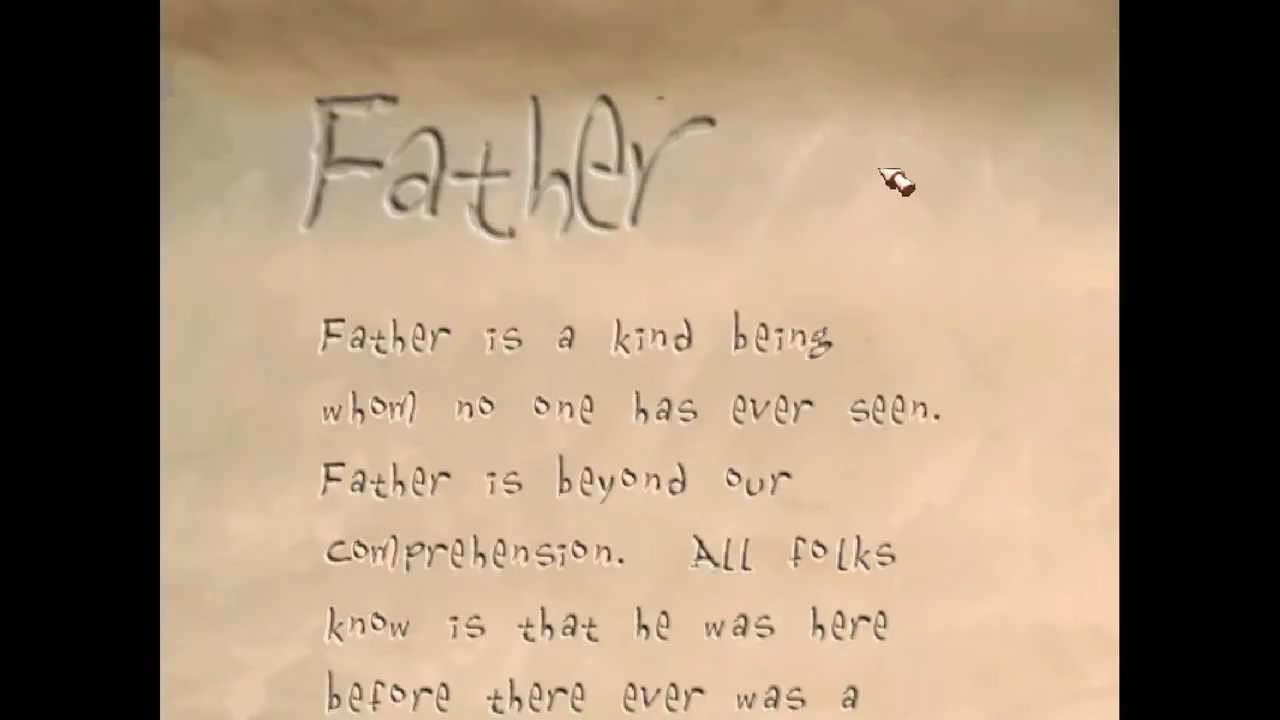 Father
Father is a kind being
whom no one has ever seen.
Father is beyond our
comprehension. All folks
know is that he was here
before there ever was a